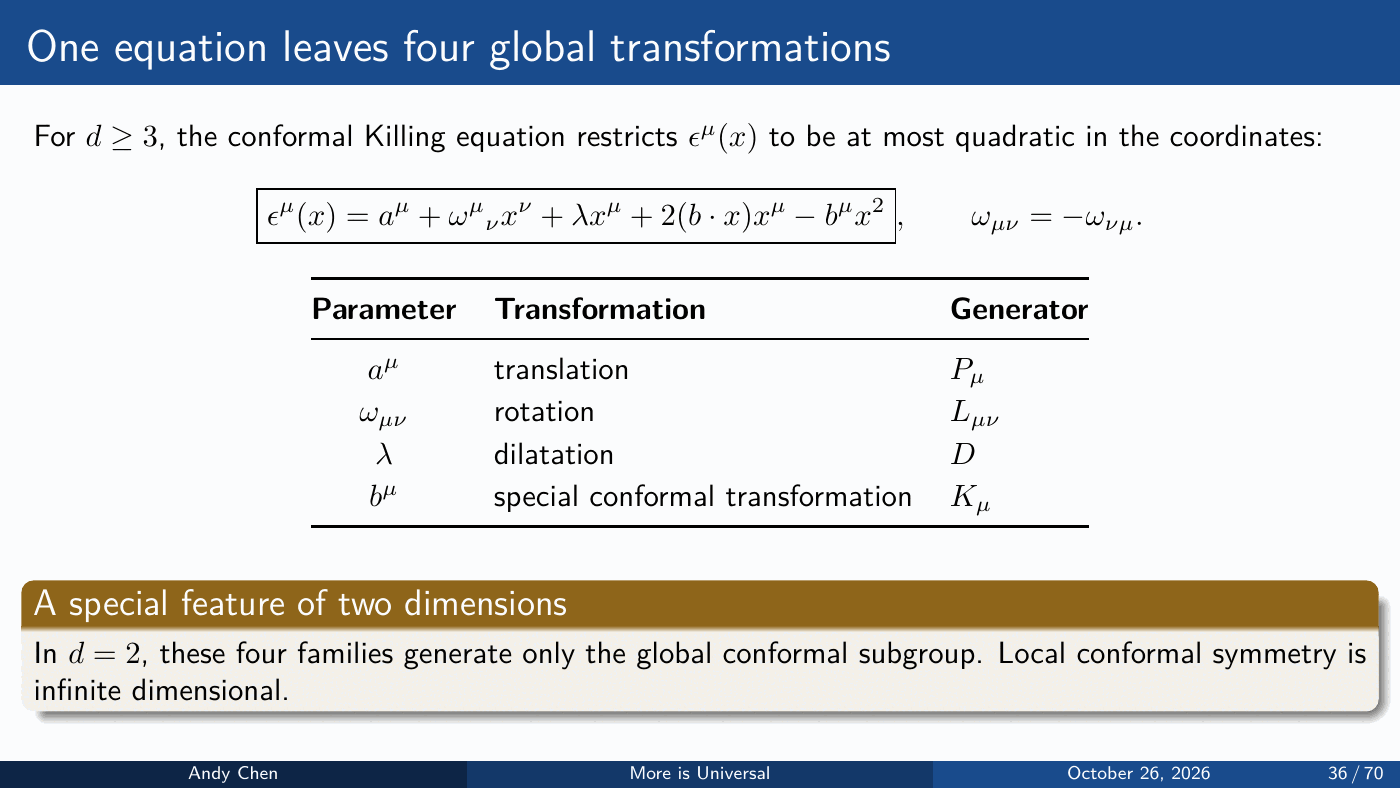 One equation leaves four global transformations
For d ≥ 3, the conformal Killing equation restricts ϵ^μ(x) to be at most quadratic in the coordinates:
ϵ^μ(x) = a^μ + ω^μ_ν x^ν + λx^μ + 2(b · x)x^μ − b^μ x^2, ω_μν = −ω_νμ.
Parameter Transformation Generator
a^μ translation P_μ
ω_μν rotation L_μν
λ dilatation D
b^μ special conformal transformation K_μ
A special feature of two dimensions
In d = 2, these four families generate only the global conformal subgroup. Local conformal symmetry is
infinite dimensional.
Andy Chen More is Universal October 26, 2026 36 / 70